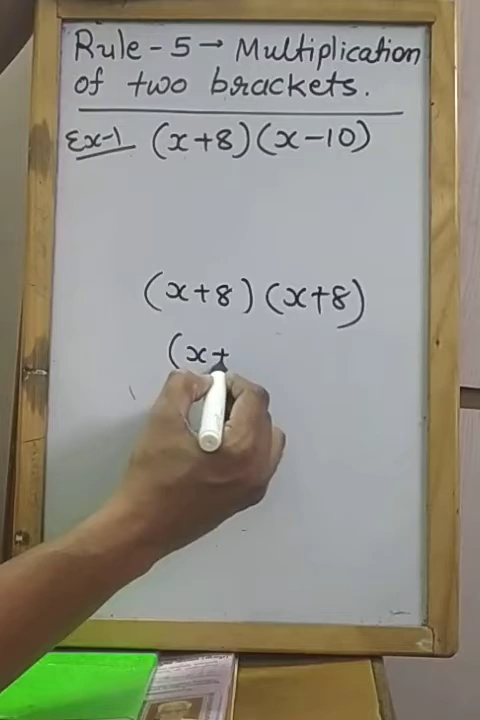 Rule-5→ Multiplication
of two brackets.
Ex-1 (x+8)(x-10)
(x+8)(x+8)
(x+